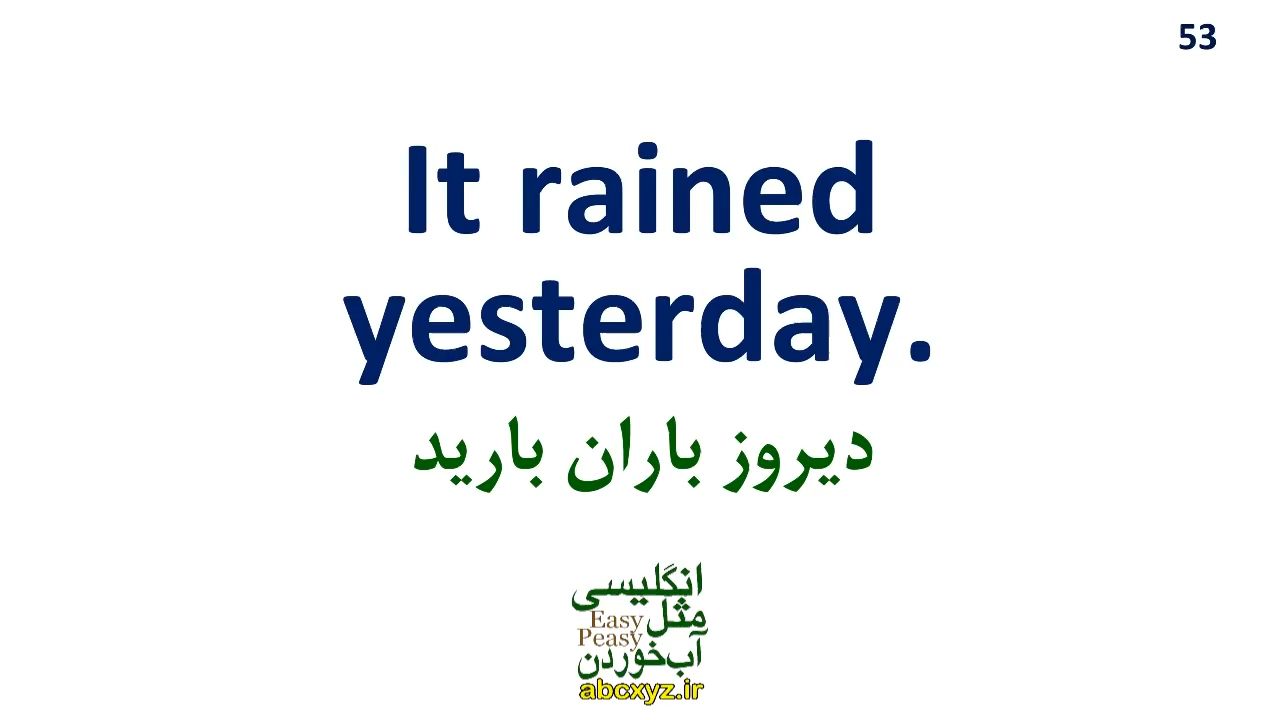 53
It rained
yesterday.
دیروز باران بارید
انگلیسی
مثل
Easy
Peasy
آب‌خوردن
abcxyz.ir